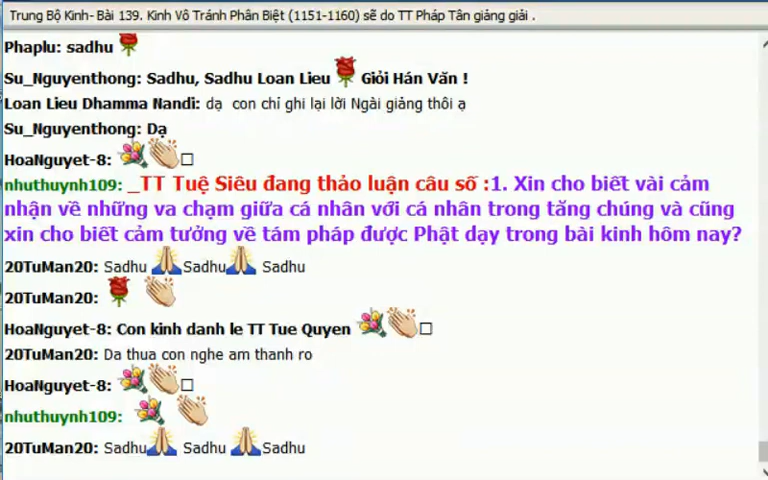 Trung Bộ Kinh- Bài 139. Kinh Vô Tránh Phân Biệt (1151-1160) sẽ do TT Pháp Tân giảng giải .
Phaplu: sadhu
Su_Nguyenthong: Sadhu, Sadhu Loan Lieu Giỏi Hán Văn !
Loan Lieu Dhamma Nandi: dạ con chỉ ghi lại lời Ngài giảng thôi ạ
Su_Nguyenthong: Dạ
HoaNguyet-8:
nhuthuynh109: _TT Tuệ Siêu đang thảo luận câu số :1. Xin cho biết vài cảm
nhận về những va chạm giữa cá nhân với cá nhân trong tăng chúng và cũng
xin cho biết cảm tưởng về tám pháp được Phật dạy trong bài kinh hôm nay?
20TuMan20: Sadhu Sadhu Sadhu
20TuMan20:
HoaNguyet-8: Con kinh danh le TT Tue Quyen
20TuMan20: Da thua con nghe am thanh ro
HoaNguyet-8:
nhuthuynh109:
20TuMan20: Sadhu Sadhu Sadhu